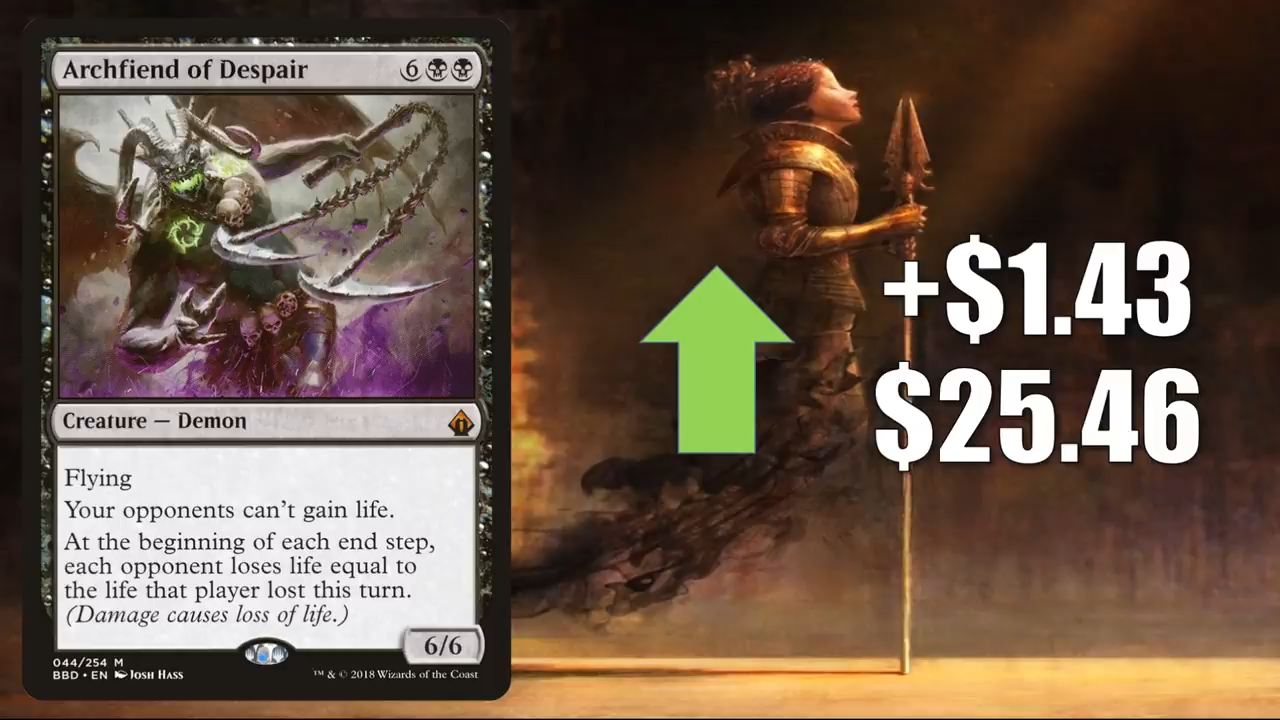 Archfiend of Despair 6
Creature — Demon
Flying
Your opponents can't gain life.
At the beginning of each end step,
each opponent loses life equal to
the life that player lost this turn.
(Damage causes loss of life.)
6/6
044/254 M
BBD • EN Josh Hass
™ & © 2018 Wizards of the Coast
+$1.43
$25.46